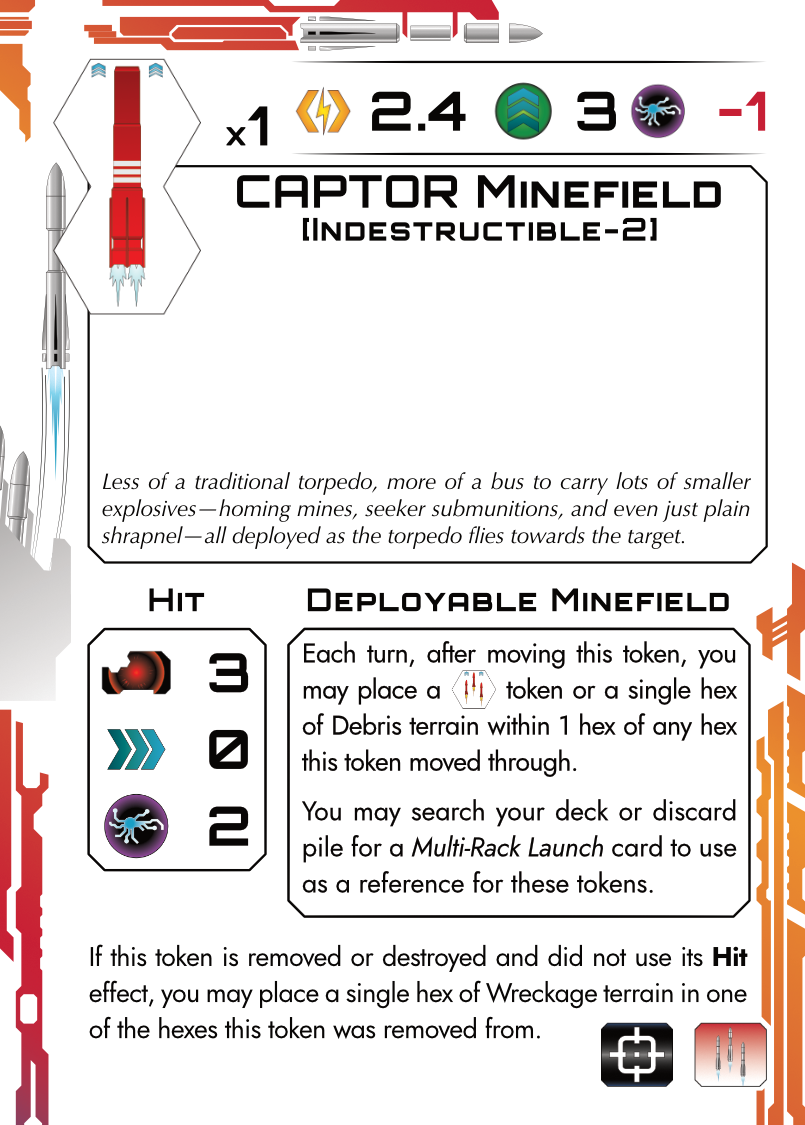 x1 2.4 3 -1
CAPTOR Minefield
[Indestructible-2]
Less of a traditional torpedo, more of a bus to carry lots of smaller
explosives—homing mines, seeker submunitions, and even just plain
shrapnel—all deployed as the torpedo flies towards the target.
Hit
3
0
2
Deployable Minefield
Each turn, after moving this token, you
may place a token or a single hex
of Debris terrain within 1 hex of any hex
this token moved through.
You may search your deck or discard
pile for a Multi-Rack Launch card to use
as a reference for these tokens.
If this token is removed or destroyed and did not use its Hit
effect, you may place a single hex of Wreckage terrain in one
of the hexes this token was removed from.